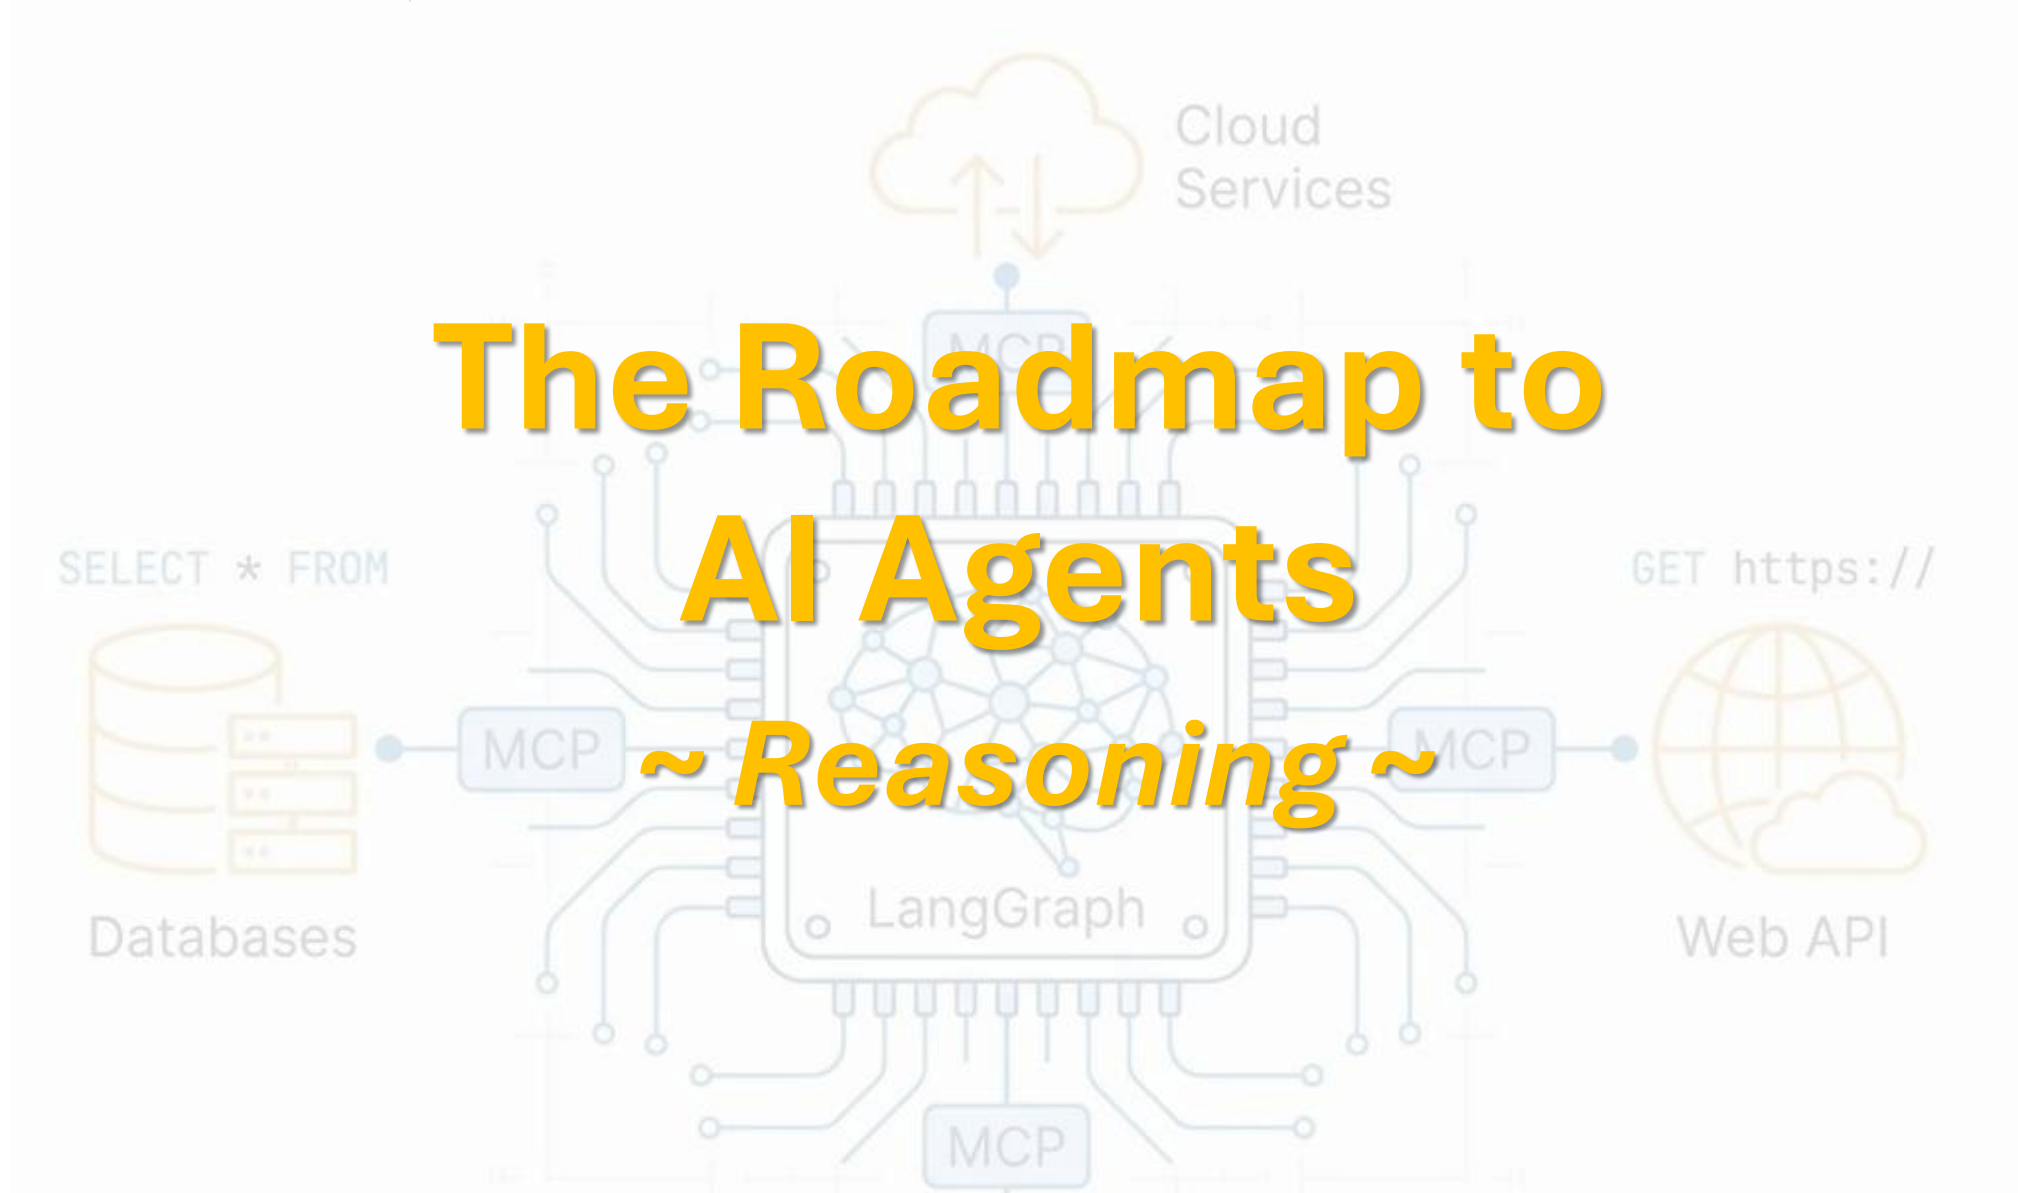 Cloud
Services
MCP
The Roadmap to
AI Agents
~ Reasoning ~
SELECT * FROM
GET https://
MCP
MCP
LangGraph
Databases
Web API
MCP